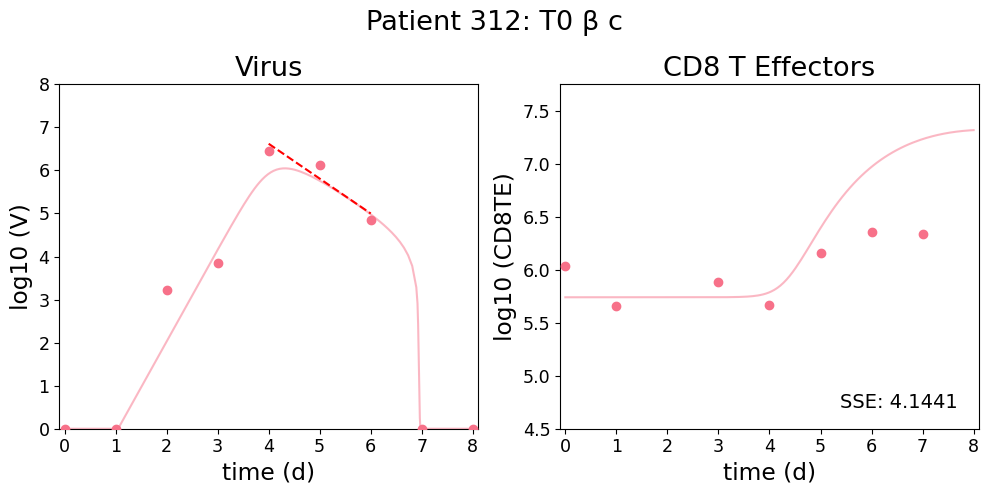 Patient 312: T0 β c
Virus
CD8 T Effectors
log10 (V)
8
7
6
5
4
3
2
1
0
0 1 2 3 4 5 6 7 8
time (d)
log10 (CD8TE)
7.5
7.0
6.5
6.0
5.5
5.0
4.5
SSE: 4.1441
0 1 2 3 4 5 6 7 8
time (d)